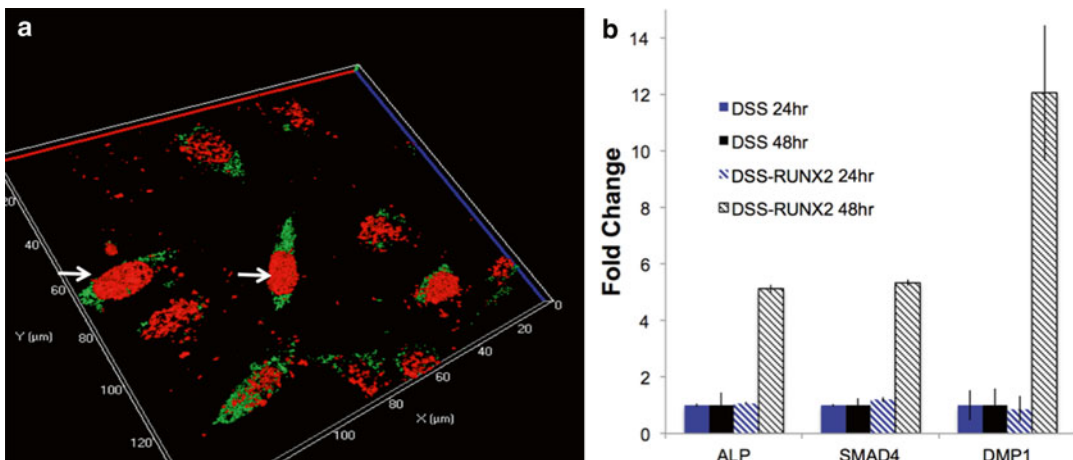 a
20
40
60
80
100
120
Y (µm)
0
20
40
60
80
100
X (µm)
b
Fold Change
14
12
10
8
6
4
2
0
DSS 24hr
DSS 48hr
DSS-RUNX2 24hr
DSS-RUNX2 48hr
ALP
SMAD4
DMP1